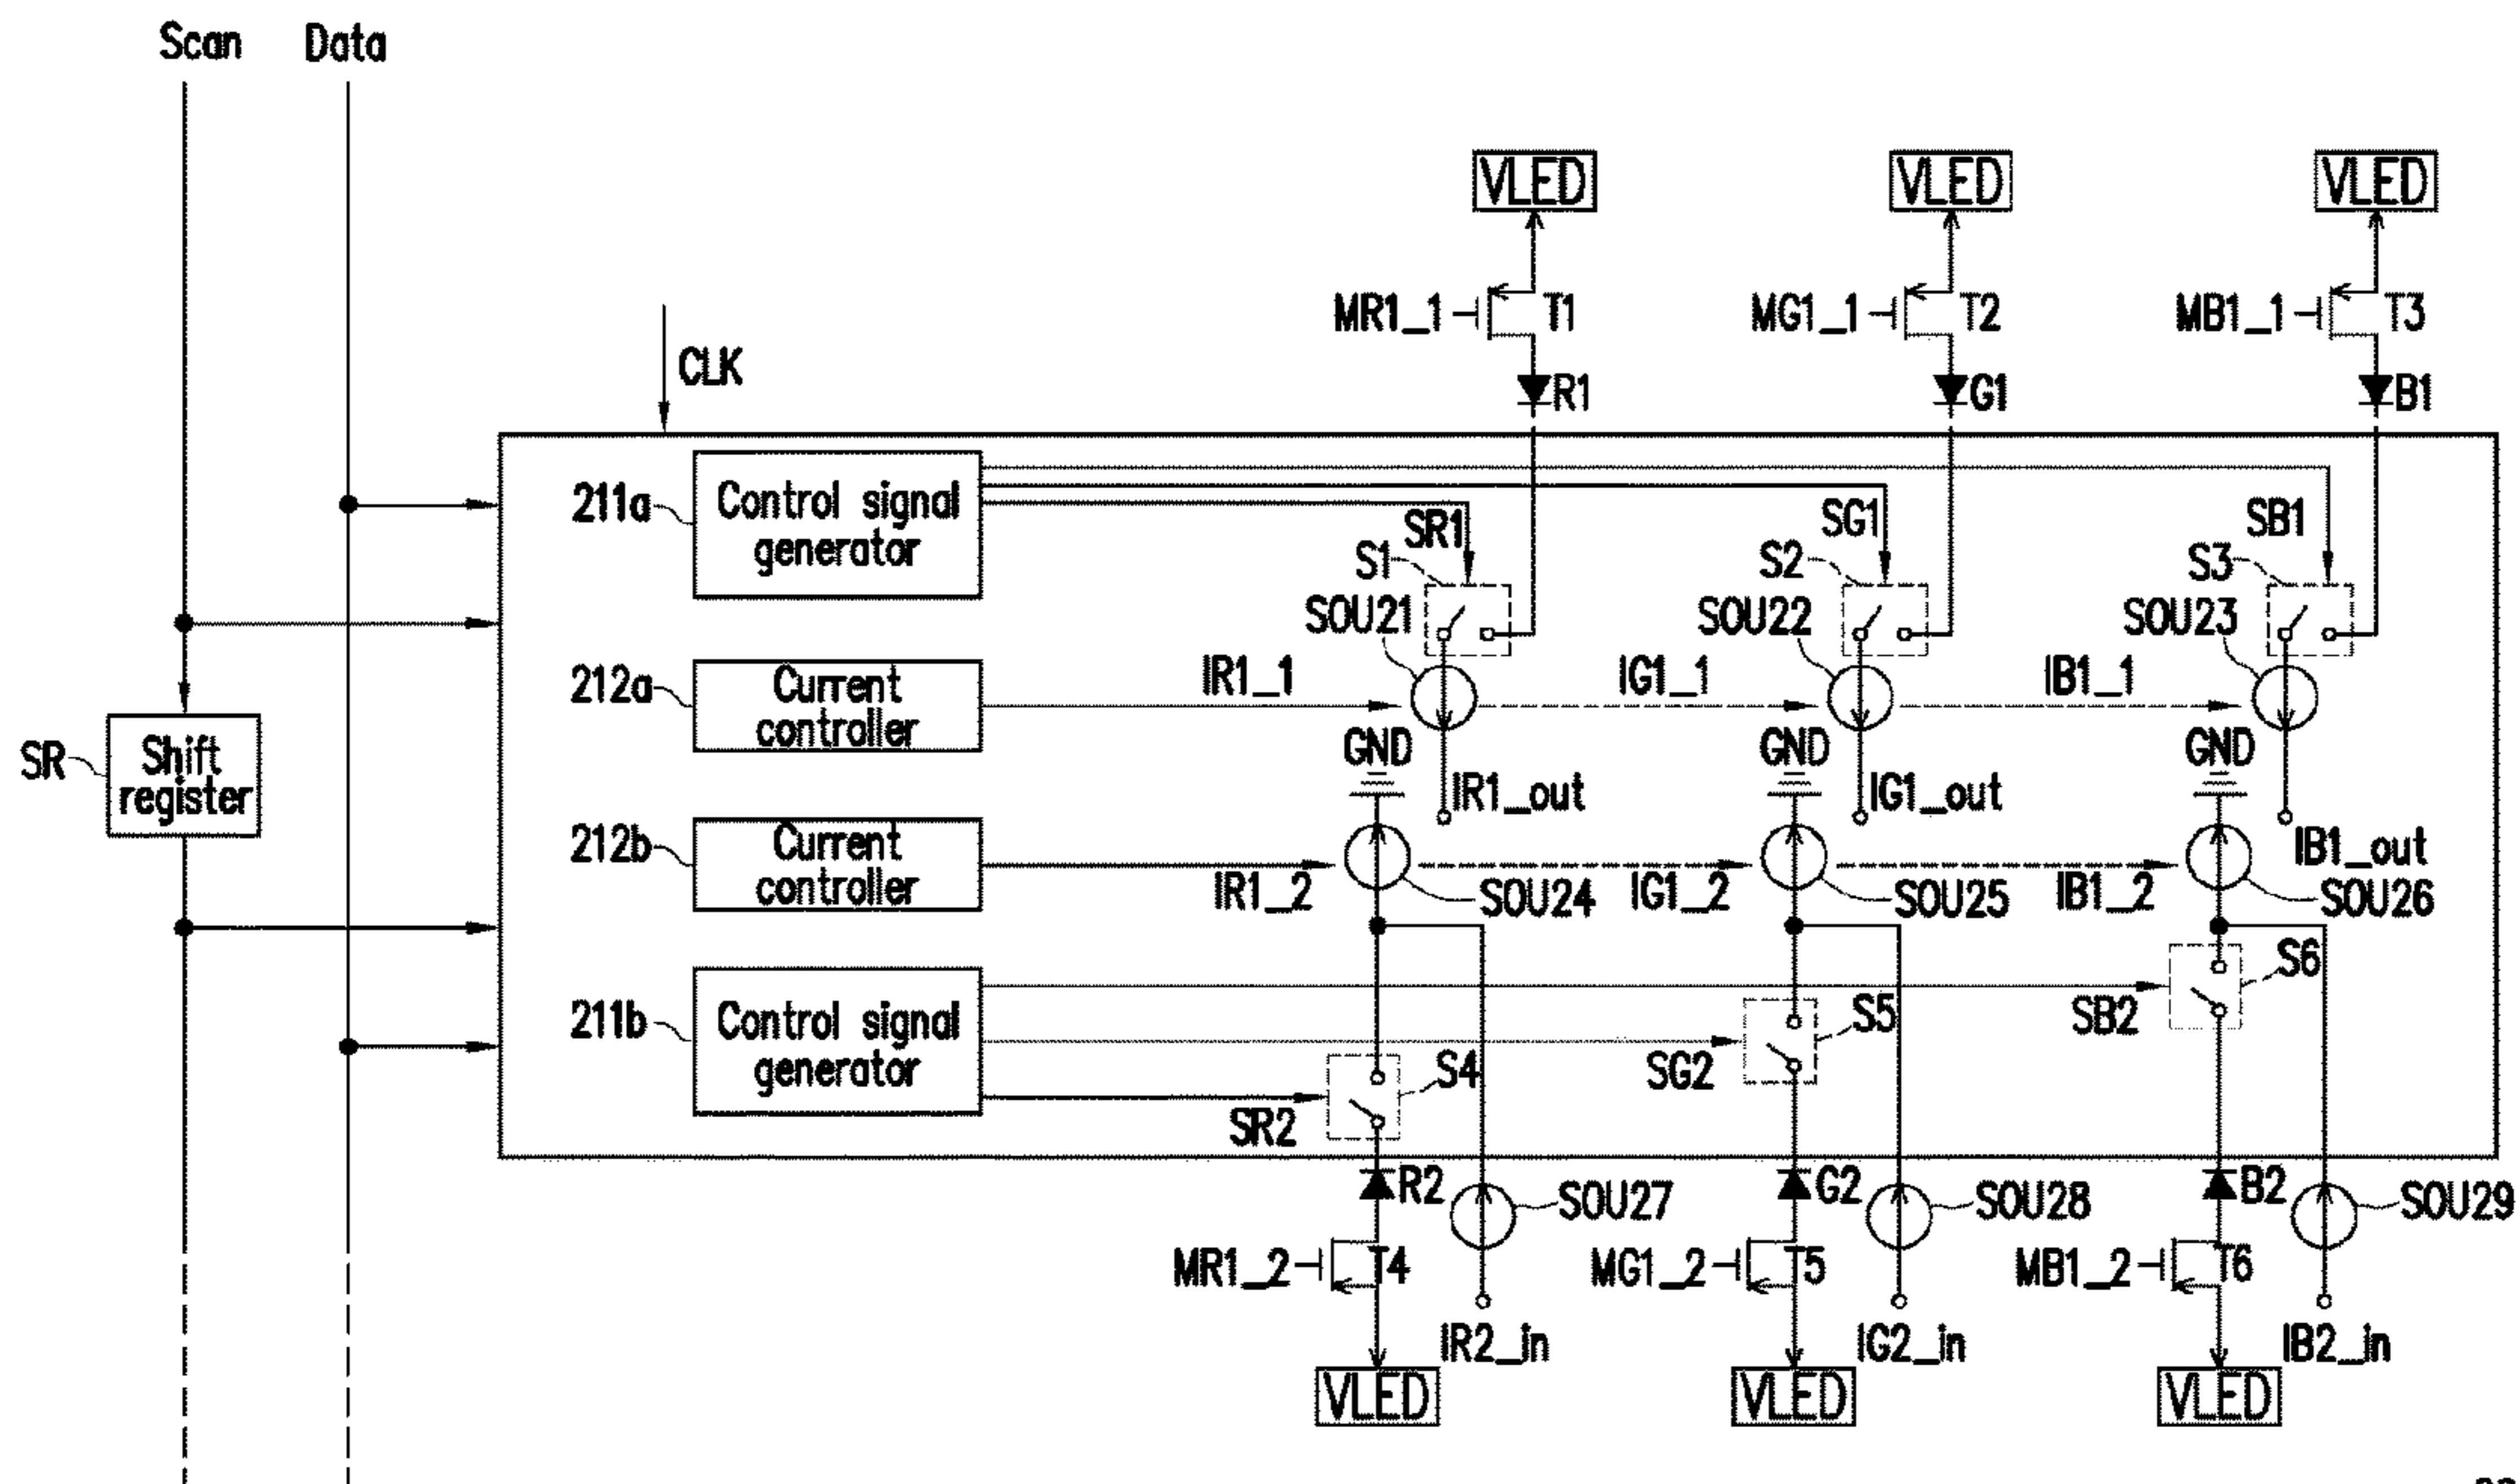 Scan
Data
VLED
VLED
VLED
MR1_1
T1
MG1_1
T2
MB1_1
T3
CLK
R1
G1
B1
211a
Control signal
generator
SR1
SG1
SB1
S1
S2
S3
SOU21
SOU22
SOU23
212a
Current
controller
IR1_1
IG1_1
IB1_1
SR
Shift
register
GND
GND
GND
IR1_out
IG1_out
IB1_out
212b
Current
controller
IR1_2
SOU24
IG1_2
SOU25
IB1_2
SOU26
211b
Control signal
generator
S4
S5
S6
SR2
SG2
SB2
R2
SOU27
G2
SOU28
B2
SOU29
MR1_2
T4
MG1_2
T5
MB1_2
T6
IR2_in
IG2_in
IB2_in
VLED
VLED
VLED